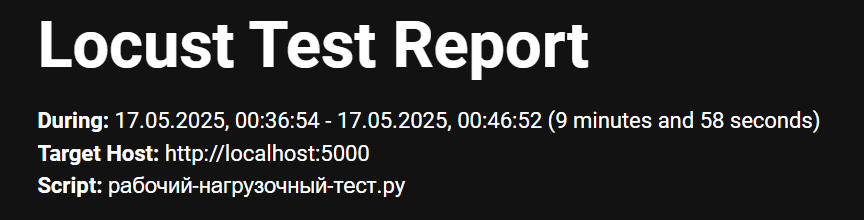 Locust Test Report
During: 17.05.2025, 00:36:54 - 17.05.2025, 00:46:52 (9 minutes and 58 seconds)
Target Host: http://localhost:5000
Script: рабочий-нагрузочный-тест.py